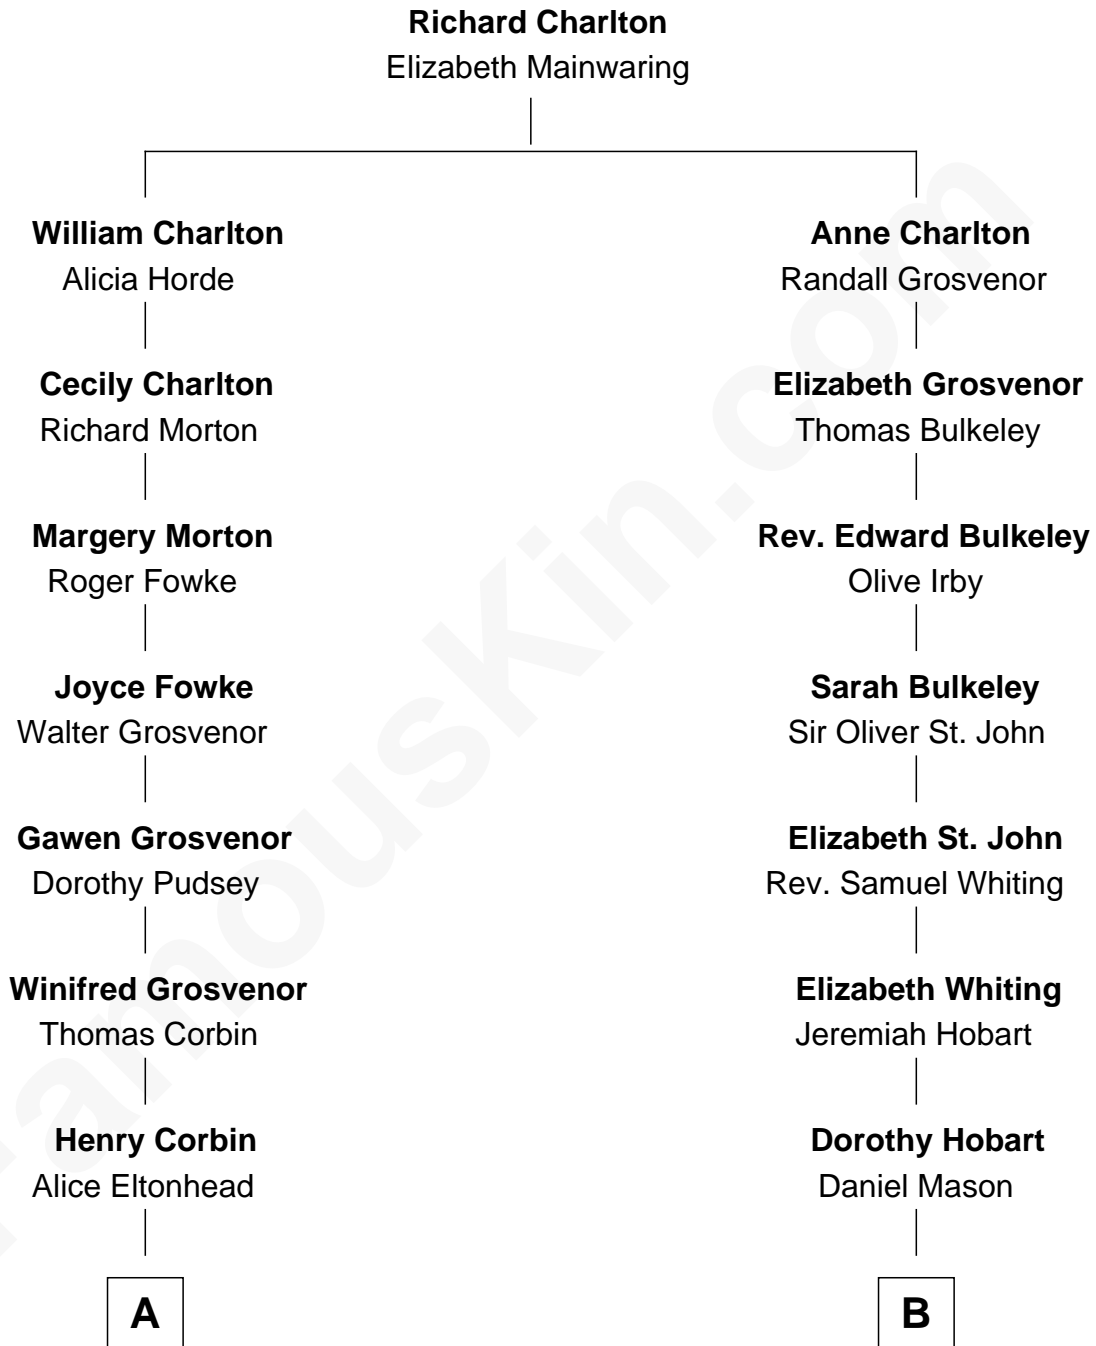 Richard Charlton
Elizabeth Mainwaring
William Charlton
Alicia Horde
Anne Charlton
Randall Grosvenor
Cecily Charlton
Richard Morton
Elizabeth Grosvenor
Thomas Bulkeley
Margery Morton
Roger Fowke
Rev. Edward Bulkeley
Olive Irby
Joyce Fowke
Walter Grosvenor
Sarah Bulkeley
Sir Oliver St. John
Gawen Grosvenor
Dorothy Pudsey
Elizabeth St. John
Rev. Samuel Whiting
Winifred Grosvenor
Thomas Corbin
Elizabeth Whiting
Jeremiah Hobart
Henry Corbin
Alice Eltonhead
Dorothy Hobart
Daniel Mason
A
B
FamousKin.com